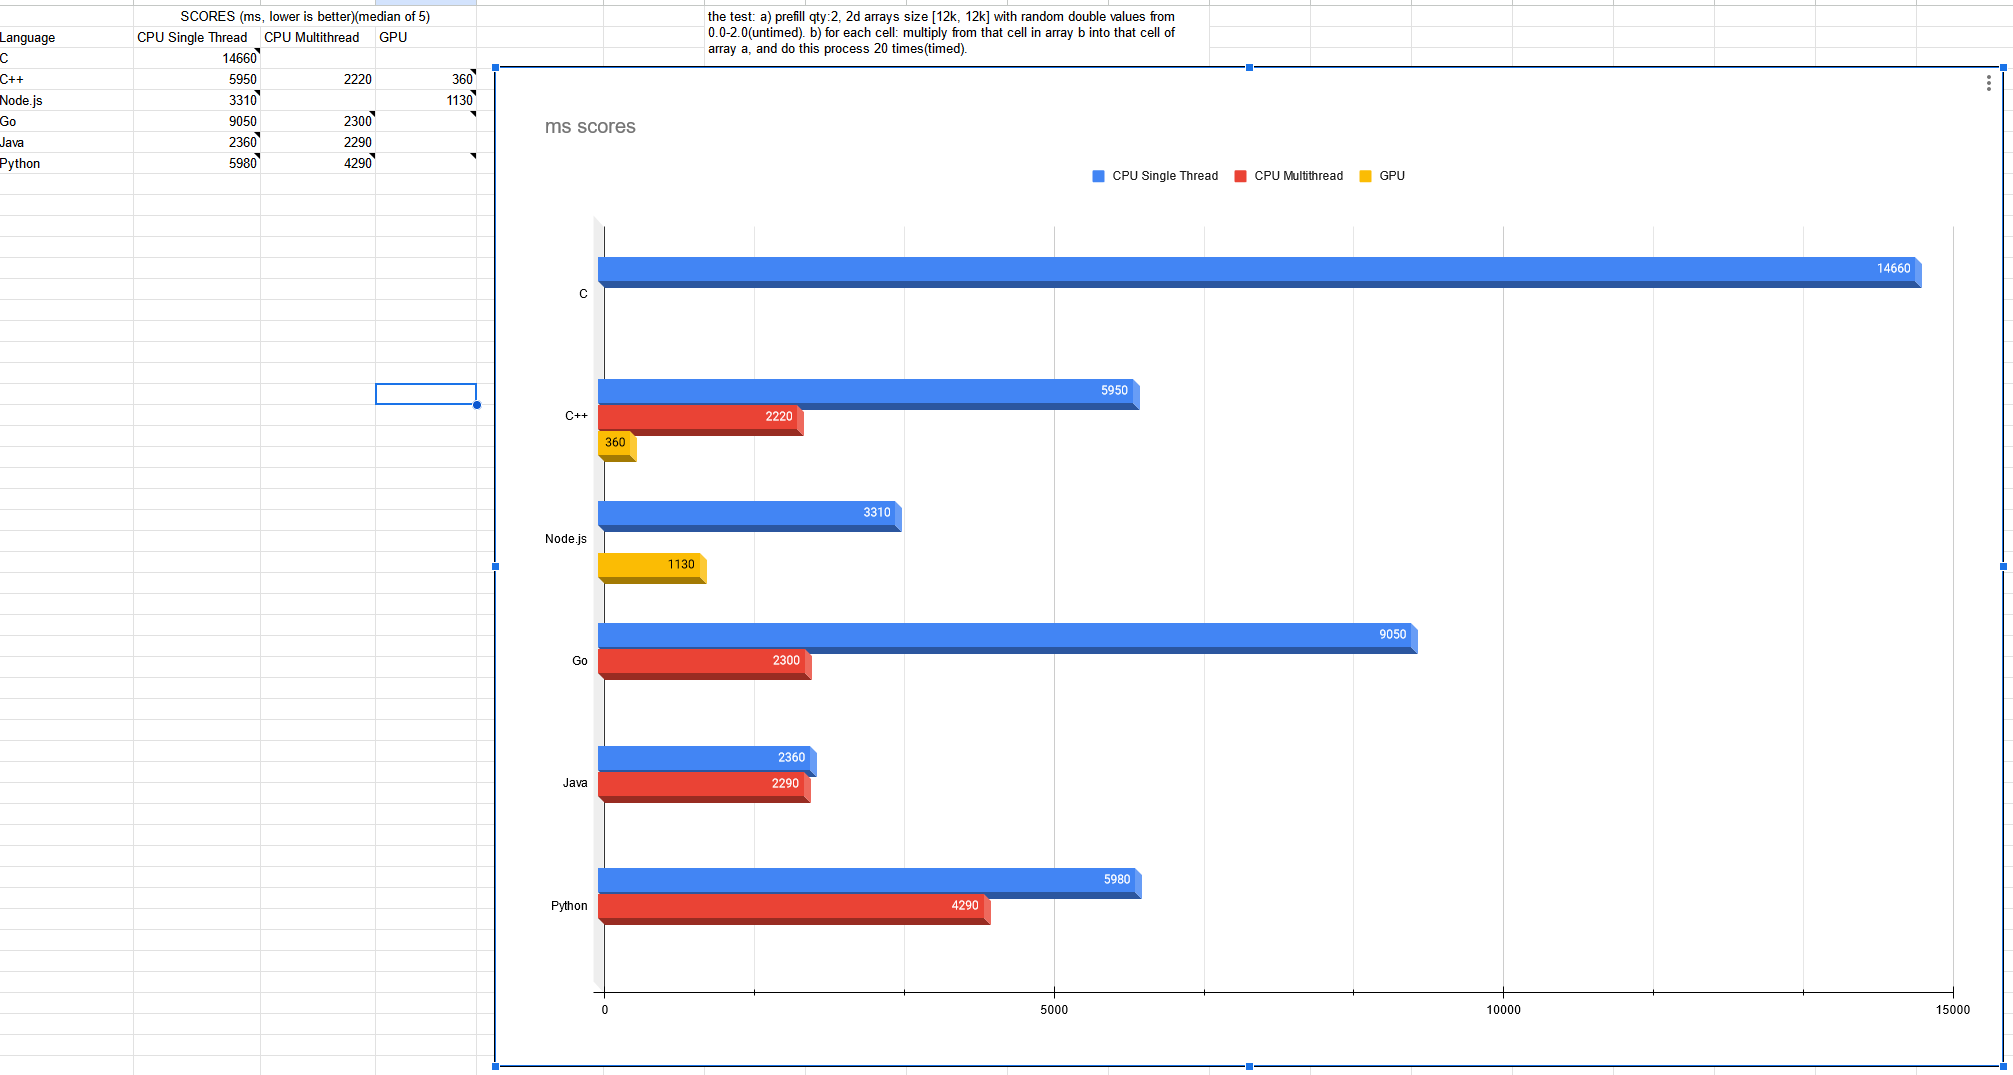 SCORES (ms, lower is better)(median of 5)
Language CPU Single Thread CPU Multithread GPU
C 14660
C++ 5950 2220 360
Node.js 3310 1130
Go 9050 2300
Java 2360 2290
Python 5980 4290
the test: a) prefill qty:2, 2d arrays size [12k, 12k] with random double values from
0.0-2.0(untimed). b) for each cell: multiply from that cell in array b into that cell of
array a, and do this process 20 times(timed).
ms scores
CPU Single Thread CPU Multithread GPU
14660
C
5950
C++ 2220
360
3310
Node.js
1130
9050
Go 2300
2360
Java 2290
5980
Python 4290
0 5000 10000 15000